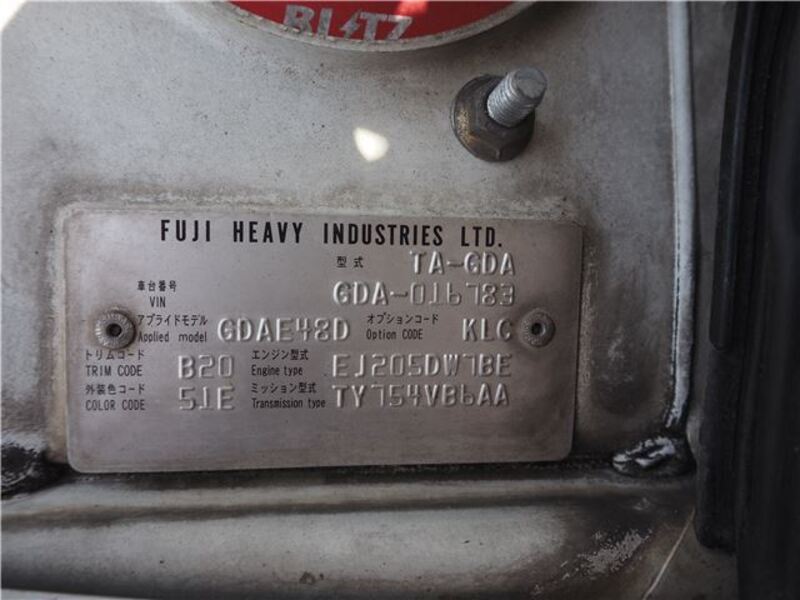 BLITZ
FUJI HEAVY INDUSTRIES LTD.
型式 TA-GDA
車台番号 VIN GDA-016783
アプライドモデル Applied model GDAE48D オプションコード Option CODE KLC
トリムコード TRIM CODE B20 エンジン型式 Engine type EJ205DW7BE
外装色コード COLOR CODE 51E ミッション型式 Transmission type TY754VB6AA